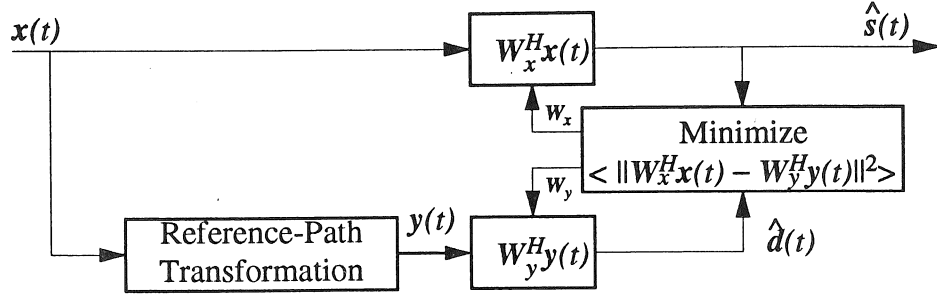 x(t)
W_x^H x(t)
ŝ(t)
W_x
Minimize
< ||W_x^H x(t) – W_y^H y(t)||²>
W_y
Reference-Path
Transformation
y(t)
W_y^H y(t)
d̂(t)